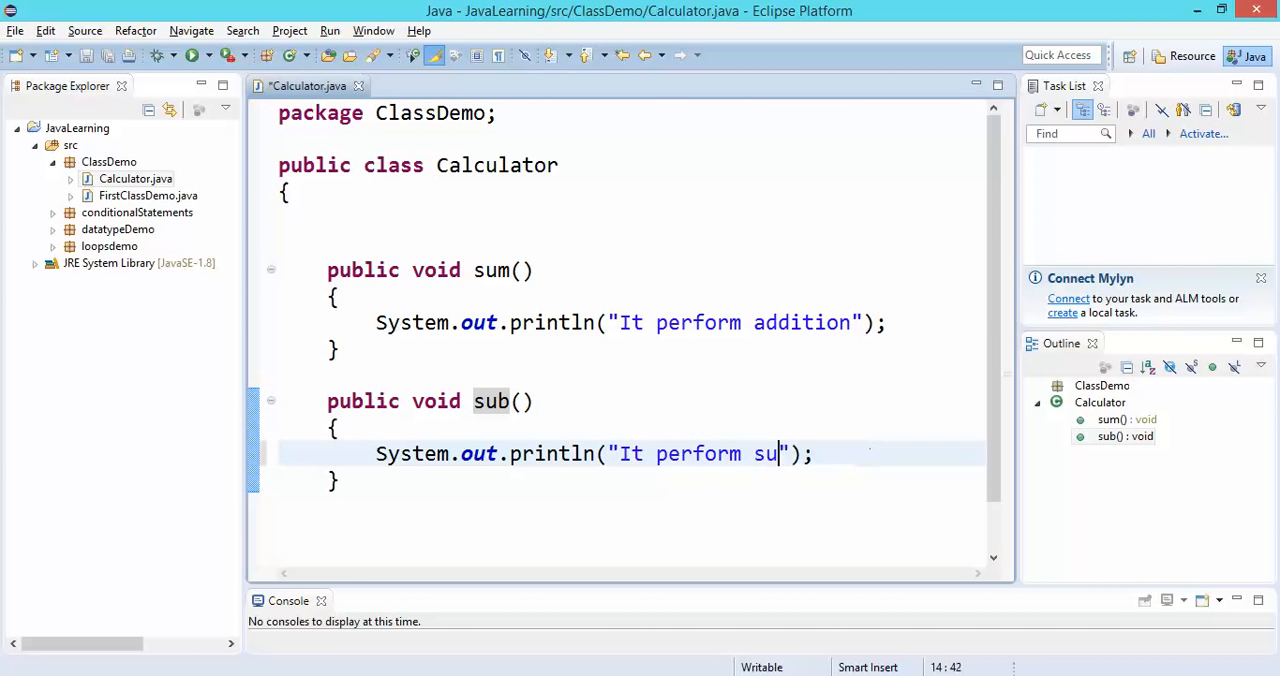 Java - JavaLearning/src/ClassDemo/Calculator.java - Eclipse Platform
File Edit Source Refactor Navigate Search Project Run Window Help
Quick Access
Resource
Java
Package Explorer
JavaLearning
src
ClassDemo
Calculator.java
FirstClassDemo.java
conditionalStatements
datatypeDemo
loopsdemo
JRE System Library [JavaSE-1.8]
*Calculator.java
package ClassDemo;
public class Calculator
{
public void sum()
{
System.out.println("It perform addition");
}
public void sub()
{
System.out.println("It perform su");
}
Task List
Find
All
Activate...
Connect Mylyn
Connect to your task and ALM tools or
create a local task.
Outline
ClassDemo
Calculator
sum() : void
sub() : void
Console
No consoles to display at this time.
Writable
Smart Insert
14 : 42